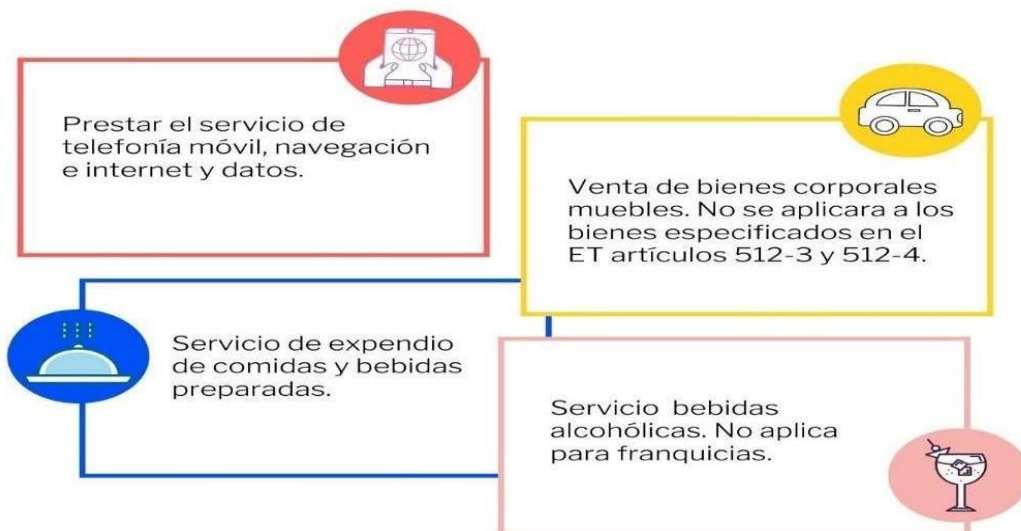 Prestar el servicio de
telefonía móvil, navegación
e internet y datos.
Venta de bienes corporales
muebles. No se aplicara a los
bienes especificados en el
ET artículos 512-3 y 512-4.
Servicio de expendio
de comidas y bebidas
preparadas.
Servicio bebidas
alcohólicas. No aplica
para franquicias.